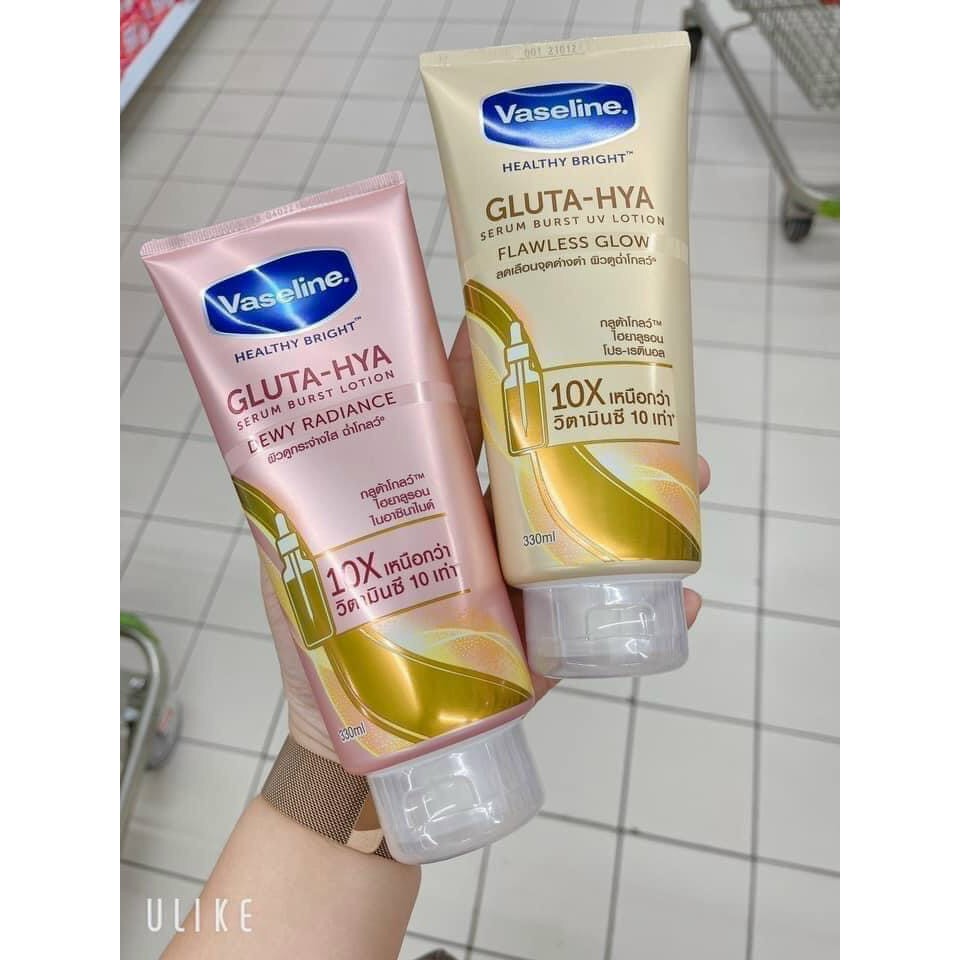 040221
Vaseline.
HEALTHY BRIGHT™
GLUTA-HYA
SERUM BURST LOTION
DEWY RADIANCE
ผิวดูกระจ่างใส ฉ่ำโกลว์
กลูต้าโกลว์™
ไฮยาลูรอน
ไนอาซินาไมด์
10X เหนือกว่า
วิตามินซี 10 เท่า*
330ml
001 21012
Vaseline.
HEALTHY BRIGHT™
GLUTA-HYA
SERUM BURST UV LOTION
FLAWLESS GLOW
ลดเลือนจุดด่างดำ ผิวดูฉ่ำโกลว์
กลูต้าโกลว์™
ไฮยาลูรอน
โปร-เรตินอล
10X เหนือกว่า
วิตามินซี 10 เท่า*
330ml
ULIKE